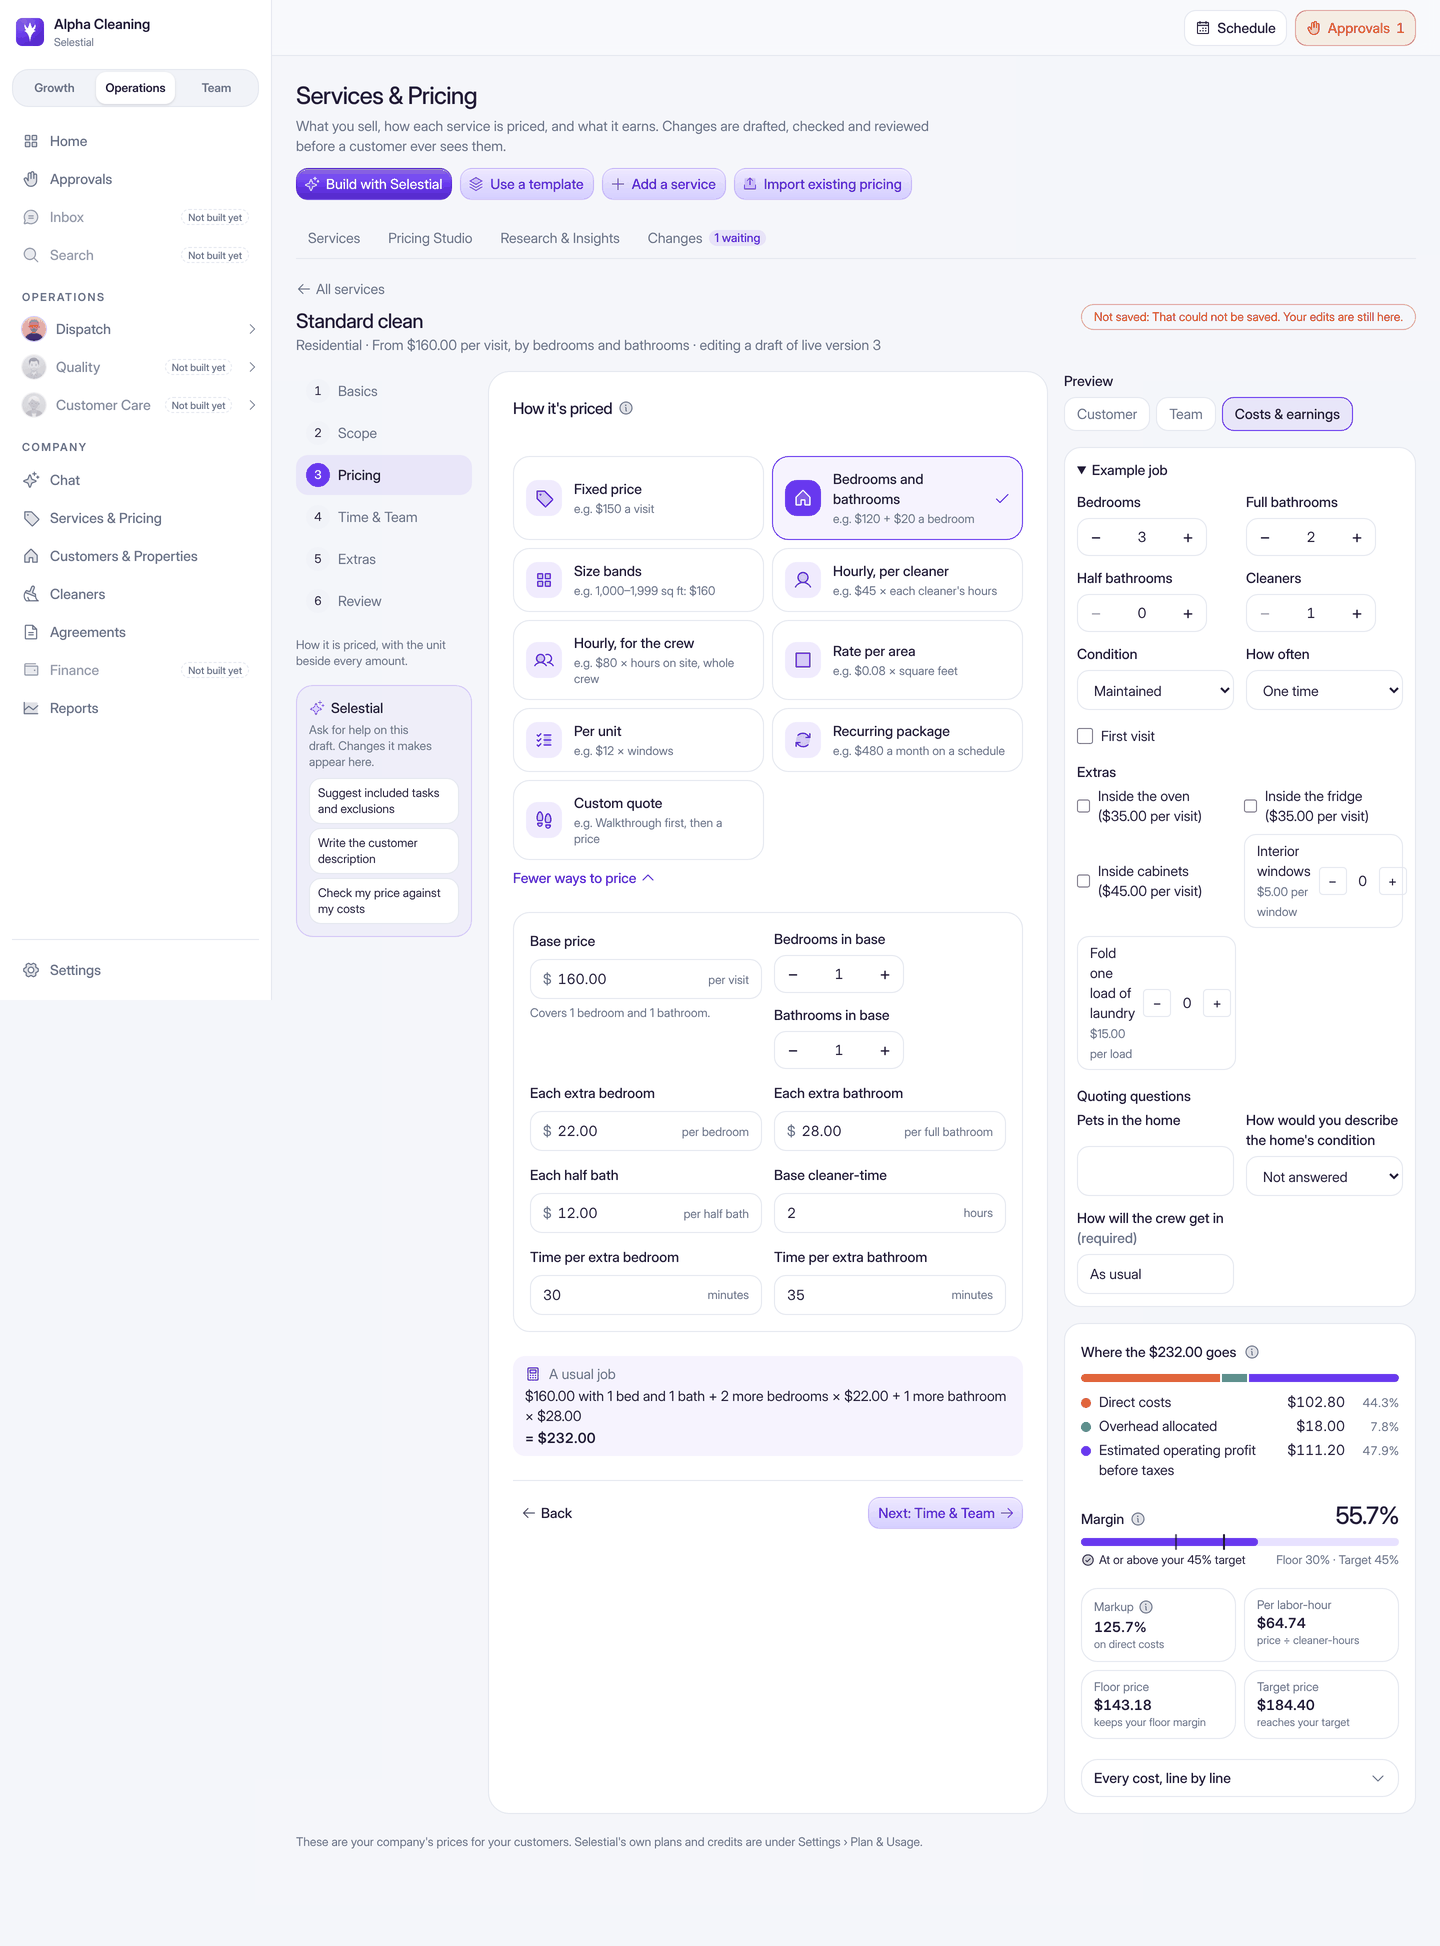 Alpha Cleaning
Selestial
Growth
Operations
Team
Home
Approvals
Inbox
Not built yet
Search
Not built yet
OPERATIONS
Dispatch
Quality
Not built yet
Customer Care
Not built yet
COMPANY
Chat
Services & Pricing
Customers & Properties
Cleaners
Agreements
Finance
Not built yet
Reports
Settings
Schedule
Approvals 1
Services & Pricing
What you sell, how each service is priced, and what it earns. Changes are drafted, checked and reviewed
before a customer ever sees them.
Build with Selestial
Use a template
Add a service
Import existing pricing
Services
Pricing Studio
Research & Insights
Changes
1 waiting
All services
Standard clean
Residential · From $160.00 per visit, by bedrooms and bathrooms · editing a draft of live version 3
Not saved: That could not be saved. Your edits are still here.
1 Basics
2 Scope
3 Pricing
4 Time & Team
5 Extras
6 Review
How it is priced, with the unit
beside every amount.
Selestial
Ask for help on this
draft. Changes it makes
appear here.
Suggest included tasks
and exclusions
Write the customer
description
Check my price against
my costs
How it's priced
Fixed price
e.g. $150 a visit
Bedrooms and
bathrooms
e.g. $120 + $20 a bedroom
Size bands
e.g. 1,000–1,999 sq ft: $160
Hourly, per cleaner
e.g. $45 × each cleaner's hours
Hourly, for the crew
e.g. $80 × hours on site, whole
crew
Rate per area
e.g. $0.08 × square feet
Per unit
e.g. $12 × windows
Recurring package
e.g. $480 a month on a schedule
Custom quote
e.g. Walkthrough first, then a
price
Fewer ways to price
Base price
$ 160.00 per visit
Covers 1 bedroom and 1 bathroom.
Bedrooms in base
− 1 +
Bathrooms in base
− 1 +
Each extra bedroom
$ 22.00 per bedroom
Each extra bathroom
$ 28.00 per full bathroom
Each half bath
$ 12.00 per half bath
Base cleaner-time
2 hours
Time per extra bedroom
30 minutes
Time per extra bathroom
35 minutes
A usual job
$160.00 with 1 bed and 1 bath + 2 more bedrooms × $22.00 + 1 more bathroom
× $28.00
= $232.00
Back
Next: Time & Team
Preview
Customer
Team
Costs & earnings
Example job
Bedrooms
− 3 +
Full bathrooms
− 2 +
Half bathrooms
− 0 +
Cleaners
− 1 +
Condition
Maintained
How often
One time
First visit
Extras
Inside the oven
($35.00 per visit)
Inside the fridge
($35.00 per visit)
Inside cabinets
($45.00 per visit)
Interior
windows
$5.00 per
window
− 0 +
Fold
one
load of
laundry
$15.00
per load
− 0 +
Quoting questions
Pets in the home
How would you describe
the home's condition
Not answered
How will the crew get in
(required)
As usual
Where the $232.00 goes
Direct costs $102.80 44.3%
Overhead allocated $18.00 7.8%
Estimated operating profit $111.20 47.9%
before taxes
Margin 55.7%
At or above your 45% target
Floor 30% · Target 45%
Markup
125.7%
on direct costs
Per labor-hour
$64.74
price ÷ cleaner-hours
Floor price
$143.18
keeps your floor margin
Target price
$184.40
reaches your target
Every cost, line by line
These are your company's prices for your customers. Selestial's own plans and credits are under Settings › Plan & Usage.